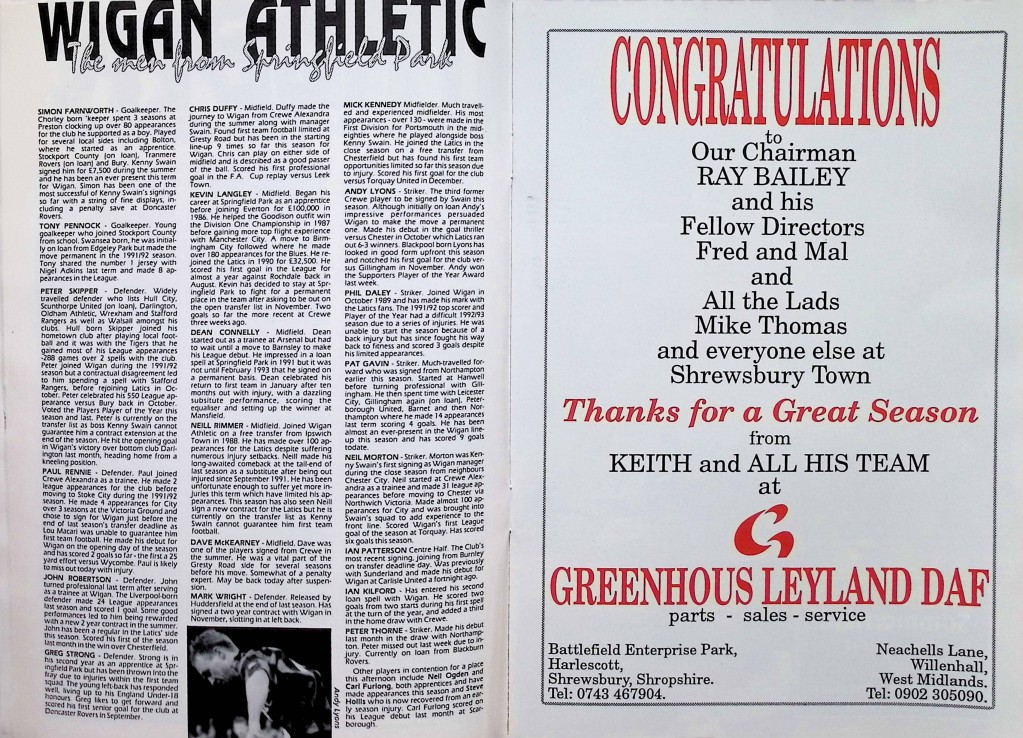 WIGAN ATHLETIC
The men from Springfield Park
SIMON FARNWORTH - Goalkeeper. The
Chorley born 'keeper spent 3 seasons at
Preston clocking up over 80 appearances
for the club he supported as a boy. Played
for several local sides including Bolton,
where he started as an apprentice.
Stockport County (on loan), Tranmere
Rovers (on loan) and Bury. Kenny Swain
signed him for £7,500 during the summer
and he has been an ever present this term
for Wigan. Simon has been one of the
most successful of Kenny Swain's signings
so far with a string of fine displays, in-
cluding a penalty save at Doncaster
Rovers.
TONY PENNOCK - Goalkeeper. Young
goalkeeper who joined Stockport County
from school. Swansea born, he was initial-
ly on loan from Edgeley Park but made the
move permanent in the 1991/92 season.
Tony shared the number 1 jersey with
Nigel Adkins last term and made 8 ap-
pearances in the League.
PETER SKIPPER - Defender. Widely
travelled defender who lists Hull City,
Scunthorpe United (on loan), Darlington,
Oldham Athletic, Wrexham and Stafford
Rangers as well as Walsall amongst his
clubs. Hull born Skipper joined his
hometown club after playing local foot-
ball and it was with the Tigers that he
gained most of his League appearances
-288 games over 2 spells with the club.
Peter joined Wigan during the 1991/92
season but a contractual disagreement led
to him spending a spell with Stafford
Rangers, before rejoining Latics in Oc-
tober. Peter celebrated his 550 League ap-
pearance versus Bury back in October.
Voted the Players Player of the Year this
season and last. Peter is currently on the
transfer list as boss Kenny Swain cannot
guarantee him a contract extension at the
end of the season. He hit the opening goal
in Wigan's victory over bottom club Darl-
ington last month, heading home from a
kneeling position.
PAUL RENNIE - Defender. Paul Joined
Crewe Alexandra as a trainee. He made 2
league appearances for the club before
moving to Stoke City during the 1991/92
season. He made 4 appearances for City
over 3 seasons at the Victoria Ground and
chose to sign for Wigan just before the
end of last season's transfer deadline as
Lou Macari was unable to guarantee him
first team football. He made his debut for
Wigan on the opening day of the season
and has scored 2 goals so far - the first a 25
yard effort versus Wycombe. Paul is likely
to miss out today with injury.
JOHN ROBERTSON - Defender. John
turned professional last term after serving
as a trainee at Wigan. The Liverpool-born
defender made 24 League appearances
last season and scored 1 goal. Some good
performances led to him being rewarded
with a new 2 year contract in the summer.
John has been a regular in the Latics' side
this season. Scored his first of the season
last month in the win over Chesterfield.
GREG STRONG - Defender. Strong is in
his second year as an apprentice at Spr-
ingfield Park but has been thrown into the
fray due to injuries within the first team
squad. The young left-back has responded
well, living up to his England Under-18
honours. Greg likes to get forward and
scored his first senior goal for the club at
Doncaster Rovers in September.
CHRIS DUFFY - Midfield. Duffy made the
journey to Wigan from Crewe Alexandra
during the summer along with manager
Swain. Found first team football limited at
Gresty Road but has been in the starting
line-up 9 times so far this season for
Wigan. Chris can play on either side of
midfield and is described as a good passer
of the ball. Scored his first professional
goal in the F.A. Cup replay versus Leek
Town.
KEVIN LANGLEY - Midfield. Began his
career at Springfield Park as an apprentice
before joining Everton for £100,000 in
1986. He helped the Goodison outfit win
the Division One Championship in 1987
before gaining more top flight experience
with Manchester City. A move to Birm-
ingham City followed where he made
over 180 appearances for the Blues. He re-
joined the Latics in 1990 for £32,500. He
scored his first goal in the League for
almost a year against Rochdale back in
August. Kevin has decided to stay at Spr-
ingfield Park to fight for a permanent
place in the team after asking to be out on
the open transfer list in November. Two
goals so far the more recent at Crewe
three weeks ago.
DEAN CONNELLY - Midfield. Dean
started out as a trainee at Arsenal but had
to wait until a move to Barnsley to make
his League debut. He impressed in a loan
spell at Springfield Park in 1991 but it was
not until February 1993 that he signed on
a permanent basis. Dean celebrated his
return to first team in January after 10
months out with injury, with a dazzling
subsitute performance, scoring the
equaliser and setting up the winner at
Mansfield.
NEILL RIMMER - Midfield. Joined Wigan
Athletic on a free transfer from Ipswich
Town in 1988. He has made over 100 ap-
pearances for the Latics despite suffering
numerous injury setbacks. Neill made his
long-awaited comeback at the tail-end of
last season as a substitute after being out
injured since September 1991. He has been
unfortunate enough to suffer yet more in-
juries this term which have limited his ap-
pearances. This season has also seen Neill
sign a new contract for the Latics but he is
currently on the transfer list as Kenny
Swain cannot guarantee him first team
football.
DAVE McKEARNEY - Midfield. Dave was
one of the players signed from Crewe in
the summer. He was a vital part of the
Gresty Road side for several seasons
before his move. Somewhat of a penalty
expert. May be back today after suspen-
sion.
MARK WRIGHT - Defender. Released by
Huddersfield at the end of last season. Has
signed a two year contract with Wigan in
November, slotting in at left back.
Andy Lyons
MICK KENNEDY Midfielder. Much travell-
ed and experienced midfielder. His most
appearances - over 130 - were made in the
First Division for Portsmouth in the mid-
eighties where he played alongside boss
Kenny Swain. He joined the Latics in the
close season on a free transfer from
Chesterfield but has found his first team
opportunities limited so far this season due
to injury. Scored his first goal for the club
versus Torquay United in December.
ANDY LYONS - Striker. The third former
Crewe player to be signed by Swain this
season. Although initially on loan Andy's
impressive performances persuaded
Wigan to make the move a permanent
one. Made his debut in the goal thriller
versus Chester in October which Latics ran
out 6-3 winners. Blackpool born Lyons has
looked in good form upfront this season
and notched his first goal for the club ver-
sus Gillingham in November. Andy won
the Supporters Player of the Year Award
last week.
PHIL DALEY - Striker. Joined Wigan in
October 1989 and has made his mark with
the Latics fans. The 1991/92 top scorer and
Player of the Year had a difficult 1992/93
season due to a series of injuries. He was
unable to start the season because of a
back injury but has since fought his way
back to fitness and scored 3 goals despite
his limited appearances.
PAT GAVIN - Striker. Much-travelled for-
ward who was signed from Northampton
earlier this season. Started at Hanwell
before turning professional with Gill-
ingham. He then spent time with Leicester
City, Gillingham again (on loan), Peter-
borough United, Barnet and then Nor-
thampton where he made 14 appearances
last term scoring 4 goals. He has been
almost an ever-present in the Wigan line-
up this season and has scored 9 goals
todate.
NEIL MORTON - Striker. Morton was Ken-
ny Swain's first signing as Wigan manager
during the close season from neighbours
Chester City. Neil started at Crewe Alex-
andra as a trainee and made 31 league ap-
pearances before moving to Chester via
Northwich Victoria. Made almost 100 ap-
pearances for City and was brought into
Swain's squad to add experience to the
front line. Scored Wigan's first League
goal of the season at Torquay. Has scored
six goals this season.
IAN PATTERSON Centre Half. The Club's
most recent signing, joining from Burnley
on transfer deadline day. Was previously
with Sunderland and made his debut for
Wigan at Carlisle United a fortnight ago.
IAN KILFORD - Has entered his second
loan spell with Wigan. He scored two
goals from two starts during his first spell
at the turn of the year, and added a third
in the home draw with Crewe.
PETER THORNE - Striker. Made his debut
last month in the draw with Northamp-
ton. Peter missed out last week due to in-
jury. Currently on loan from Blackburn
Rovers.
Other players in contention for a place
this afternoon include Neil Ogden and
Carl Furlong, both apprentices and have
made appearances this season and Steve
Hollis who is now recovered from an ear-
ly season injury. Carl Furlong scored on
his League debut last month at Scar-
borough.
CONGRATULATIONS
to
Our Chairman
RAY BAILEY
and his
Fellow Directors
Fred and Mal
and
All the Lads
Mike Thomas
and everyone else at
Shrewsbury Town
Thanks for a Great Season
from
KEITH and ALL HIS TEAM
at
GREENHOUS LEYLAND DAF
parts - sales - service
Battlefield Enterprise Park,
Harlescott,
Shrewsbury, Shropshire.
Tel: 0743 467904.
Neachells Lane,
Willenhall,
West Midlands.
Tel: 0902 305090.